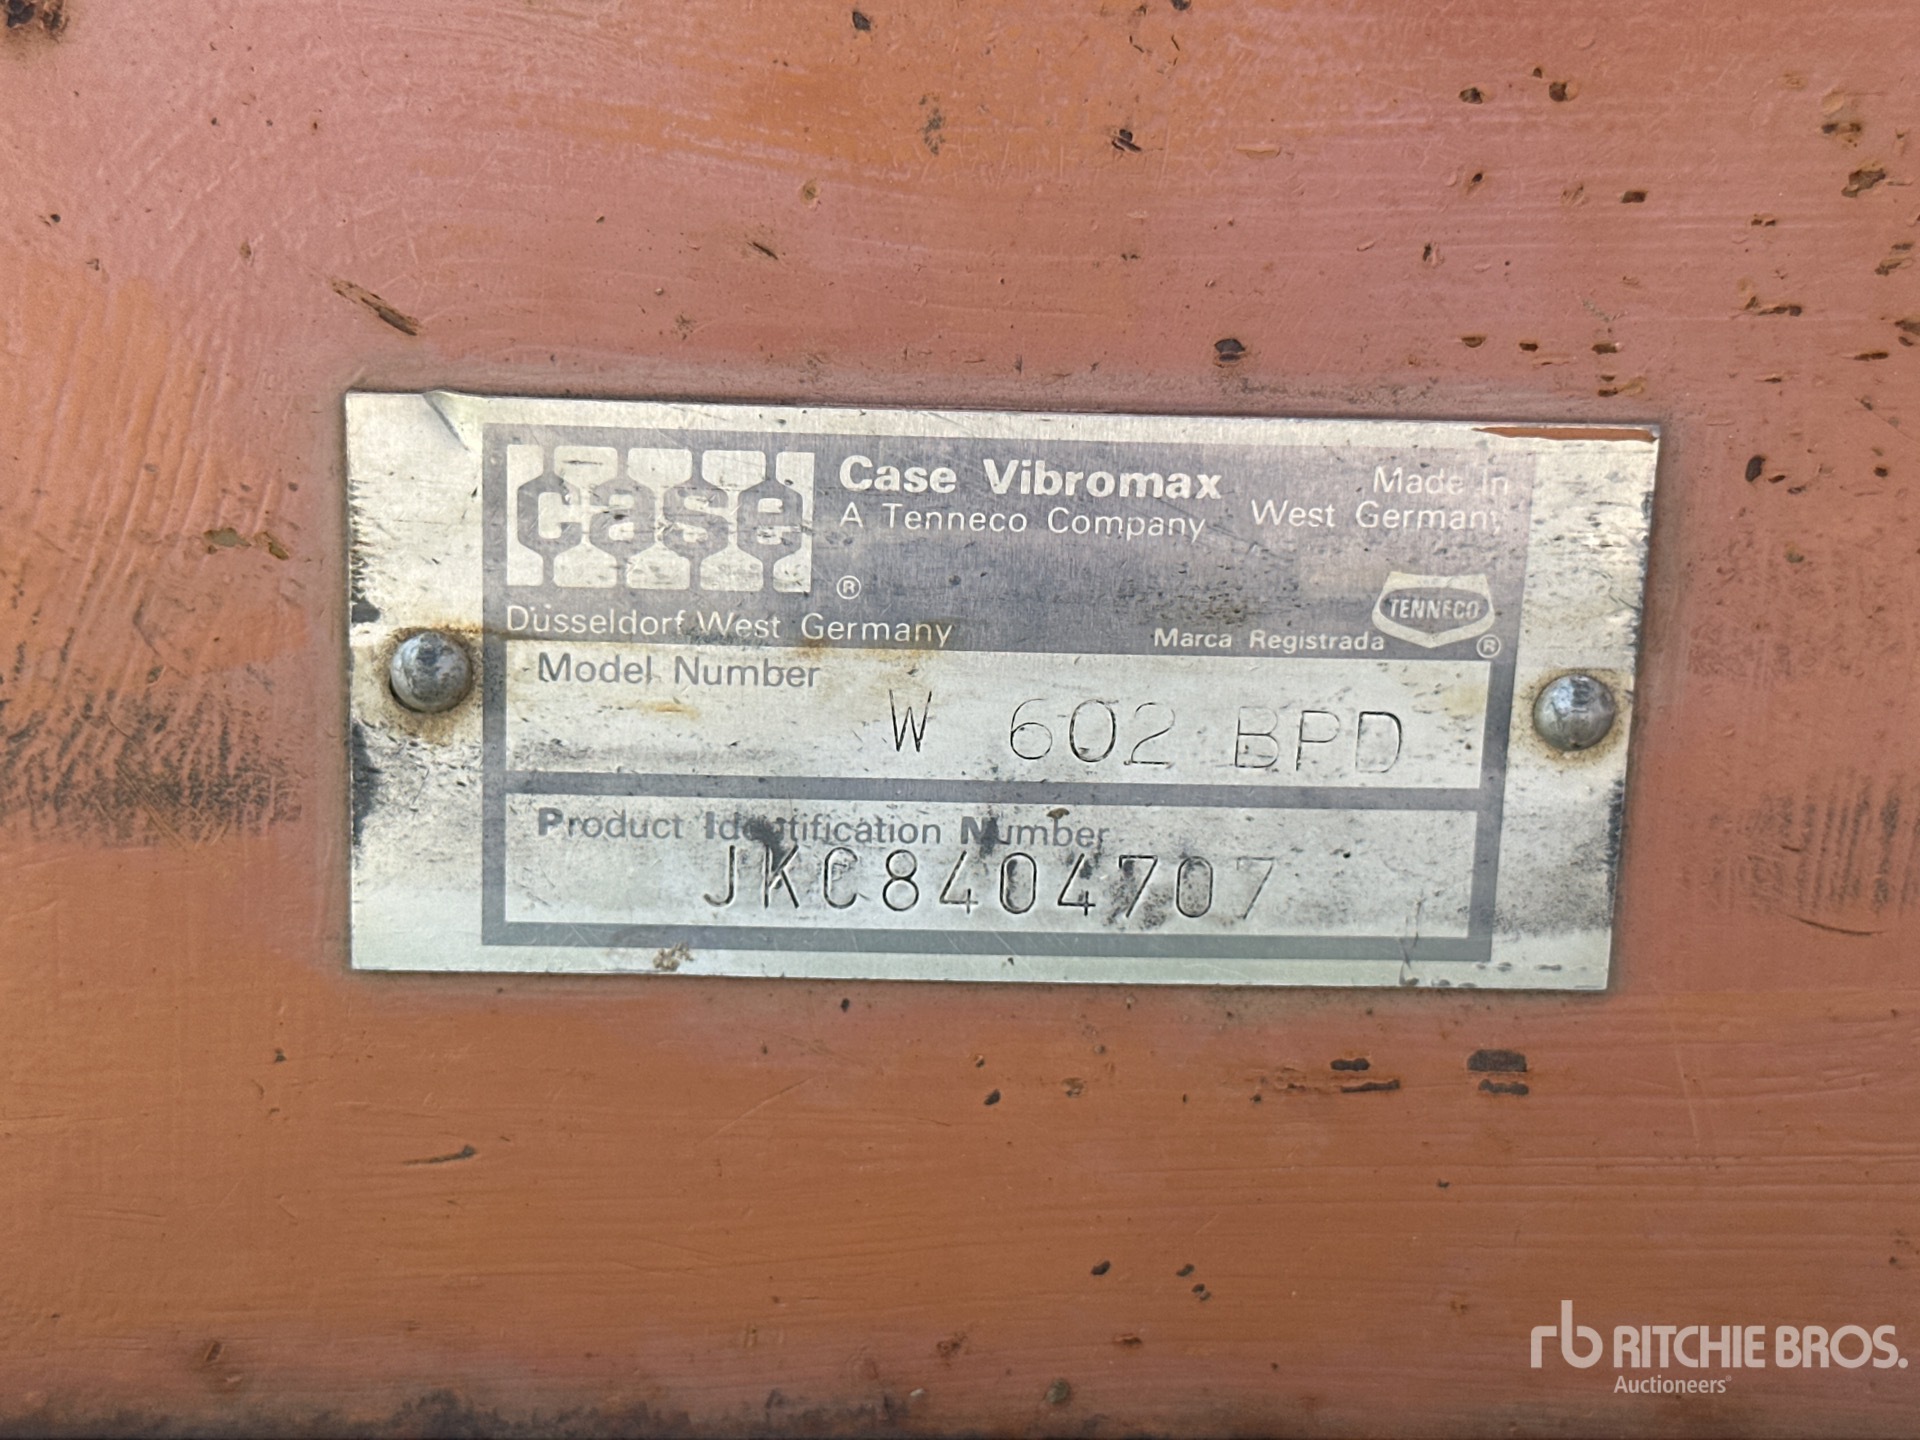 case
Case Vibromax
A Tenneco Company
Made In
West Germany
®
TENNECO
®
Düsseldorf, West Germany
Marca Registrada
Model Number
W 602 BPD
Product Identification Number
JKC8404707
rb RITCHIE BROS.
Auctioneers